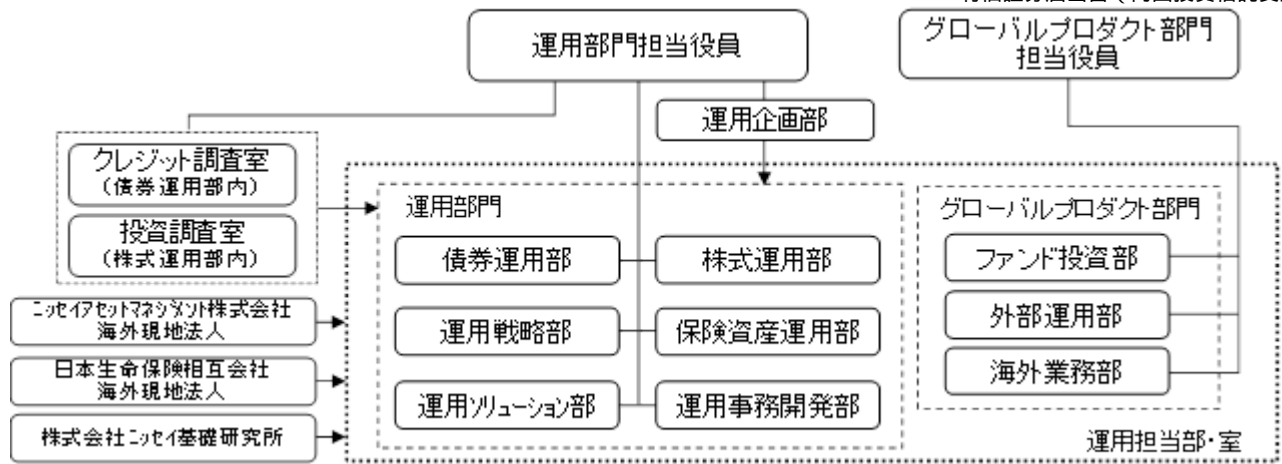 運用部門担当役員
グローバルプロダクト部門
担当役員
運用企画部
クレジット調査室
(債券運用部内)
投資調査室
(株式運用部内)
運用部門
債券運用部
株式運用部
運用戦略部
保険資産運用部
運用ソリューション部
運用事務開発部
グローバルプロダクト部門
ファンド投資部
外部運用部
海外業務部
ニッセイアセットマネジメント株式会社
海外現地法人
日本生命保険相互会社
海外現地法人
株式会社ニッセイ基礎研究所
運用担当部・室